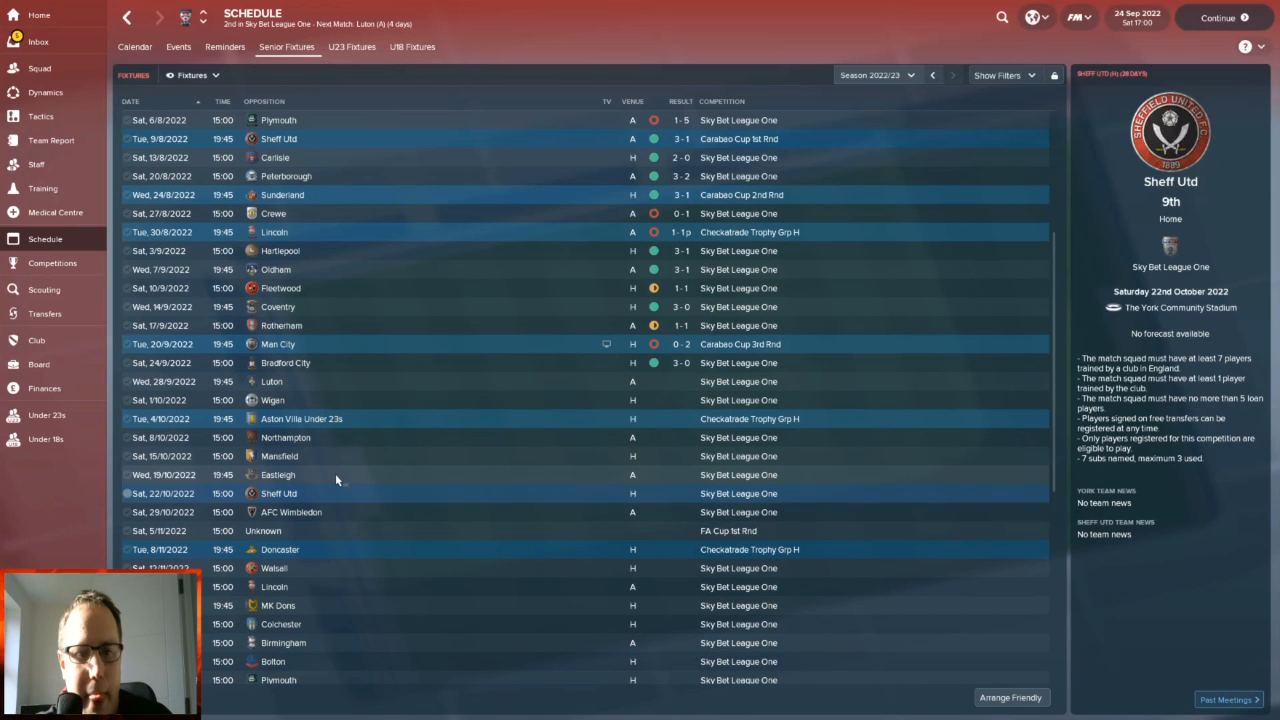 Home
5
Inbox
Squad
Dynamics
Tactics
Team Report
Staff
Training
Medical Centre
Schedule
Competitions
Scouting
Transfers
Club
Board
Finances
Under 23s
Under 18s
SCHEDULE
2nd in Sky Bet League One - Next Match: Luton (A) (4 days)
FM
24 Sep 2022
Sat 17:00
Continue
Calendar Events Reminders Senior Fixtures U23 Fixtures U18 Fixtures
?
FIXTURES Fixtures Season 2022/23 Show Filters
DATE TIME OPPOSITION TV VENUE RESULT COMPETITION
Sat, 6/8/2022 15:00 Plymouth A 1 - 5 Sky Bet League One
Tue, 9/8/2022 19:45 Sheff Utd A 3 - 1 Carabao Cup 1st Rnd
Sat, 13/8/2022 15:00 Carlisle H 2 - 0 Sky Bet League One
Sat, 20/8/2022 15:00 Peterborough A 3 - 2 Sky Bet League One
Wed, 24/8/2022 19:45 Sunderland H 3 - 1 Carabao Cup 2nd Rnd
Sat, 27/8/2022 15:00 Crewe A 0 - 1 Sky Bet League One
Tue, 30/8/2022 19:45 Lincoln A 1 - 1 p Checkatrade Trophy Grp H
Sat, 3/9/2022 15:00 Hartlepool H 3 - 1 Sky Bet League One
Wed, 7/9/2022 19:45 Oldham A 3 - 1 Sky Bet League One
Sat, 10/9/2022 15:00 Fleetwood H 1 - 1 Sky Bet League One
Wed, 14/9/2022 19:45 Coventry H 3 - 0 Sky Bet League One
Sat, 17/9/2022 15:00 Rotherham A 1 - 1 Sky Bet League One
Tue, 20/9/2022 19:45 Man City H 0 - 2 Carabao Cup 3rd Rnd
Sat, 24/9/2022 15:00 Bradford City H 3 - 0 Sky Bet League One
Wed, 28/9/2022 19:45 Luton A Sky Bet League One
Sat, 1/10/2022 15:00 Wigan H Sky Bet League One
Tue, 4/10/2022 19:45 Aston Villa Under 23s H Checkatrade Trophy Grp H
Sat, 8/10/2022 15:00 Northampton A Sky Bet League One
Sat, 15/10/2022 15:00 Mansfield H Sky Bet League One
Wed, 19/10/2022 19:45 Eastleigh A Sky Bet League One
Sat, 22/10/2022 15:00 Sheff Utd H Sky Bet League One
Sat, 29/10/2022 15:00 AFC Wimbledon A Sky Bet League One
Sat, 5/11/2022 15:00 Unknown FA Cup 1st Rnd
Tue, 8/11/2022 19:45 Doncaster H Checkatrade Trophy Grp H
Sat, 12/11/2022 15:00 Walsall H Sky Bet League One
15:00 Lincoln A Sky Bet League One
19:45 MK Dons H Sky Bet League One
15:00 Colchester H Sky Bet League One
15:00 Birmingham A Sky Bet League One
15:00 Bolton H Sky Bet League One
15:00 Plymouth H Sky Bet League One
Arrange Friendly
SHEFF UTD (H) (28 DAYS)
SHEFFIELD UNITED F.C
1889
Sheff Utd
9th
Home
Sky Bet League One
Saturday 22nd October 2022
The York Community Stadium
No forecast available
- The match squad must have at least 7 players
trained by a club in England.
- The match squad must have at least 1 player
trained by the club.
- The match squad must have no more than 5 loan
players.
- Players signed on free transfers can be
registered at any time.
- Only players registered for this competition are
eligible to play.
- 7 subs named, maximum 3 used.
YORK TEAM NEWS
No team news
SHEFF UTD TEAM NEWS
No team news
Past Meetings